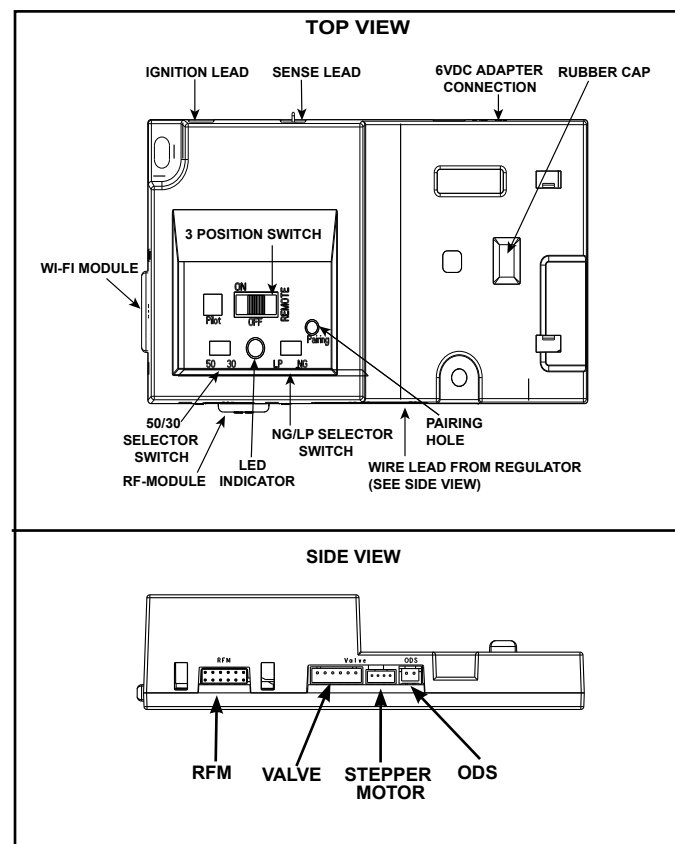 TOP VIEW
IGNITION LEAD
SENSE LEAD
6VDC ADAPTER
CONNECTION
RUBBER CAP
3 POSITION SWITCH
WI-FI MODULE
ON
OFF
REMOTE
Pilot
Pairing
50 30
LP NG
50/30
SELECTOR
SWITCH
RF-MODULE
LED
INDICATOR
NG/LP SELECTOR
SWITCH
PAIRING
HOLE
WIRE LEAD FROM REGULATOR
(SEE SIDE VIEW)
SIDE VIEW
RFM
Valve
ODS
RFM
VALVE
STEPPER
MOTOR
ODS